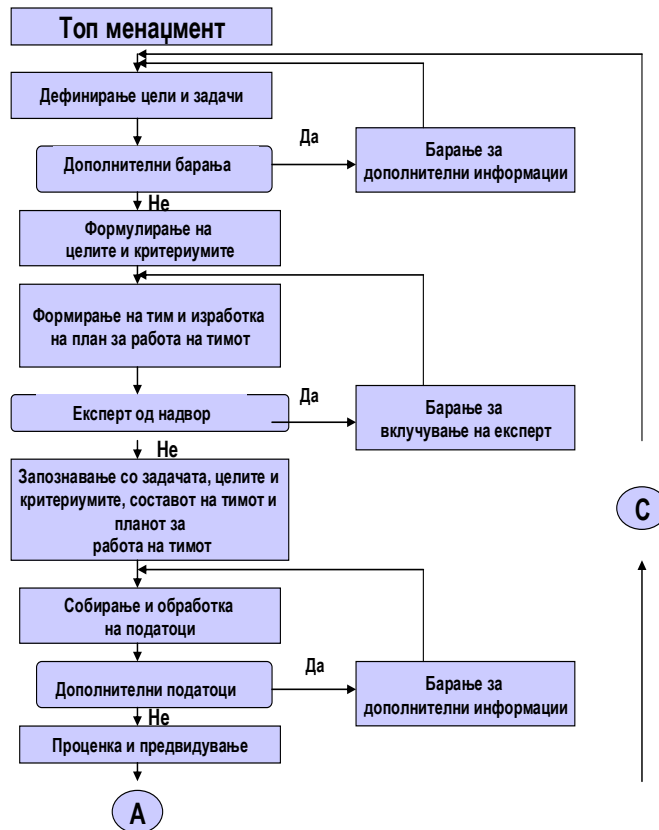 Топ менаџмент
Дефинирање цели и задачи
Да
Дополнителни барања
Барање за
дополнителни информации
Не
Формулирање на
целите и критериумите
Формирање на тим и изработка
на план за работа на тимот
Да
Експерт од надвор
Барање за
вклучување на експерт
Не
Запознавање со задачата, целите и
критериумите, составот на тимот и
планот за
работа на тимот
С
Собирање и обработка
на податоци
Да
Дополнителни податоци
Барање за
дополнителни информации
Не
Проценка и предвидување
А